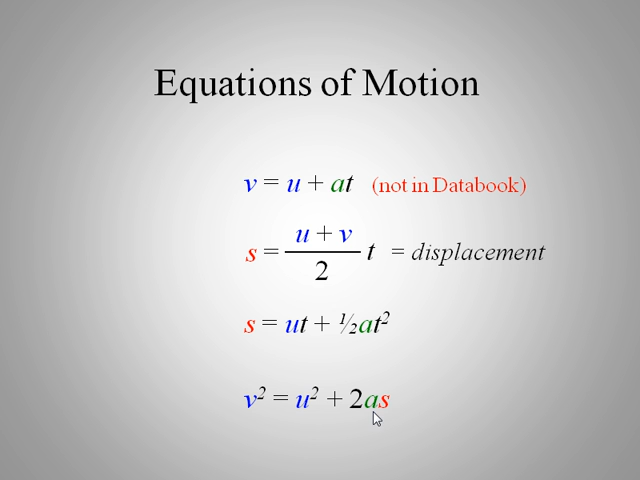 Equations of Motion
v = u + at (not in Databook)
s = (u + v)/2 t = displacement
s = ut + ½at²
v² = u² + 2as